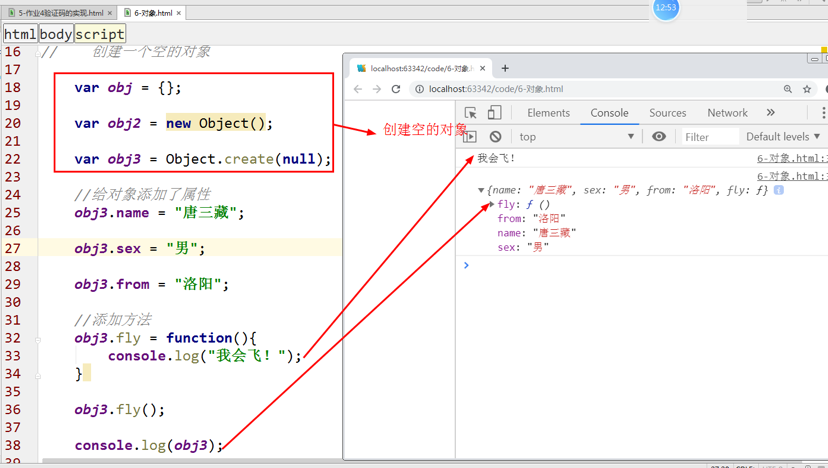 5-作业4验证码的实现.html × 6-对象.html ×
12:53
html body script
16 // 创建一个空的对象
17
18 var obj = {};
19
20 var obj2 = new Object();
21
22 var obj3 = Object.create(null);
23
24 //给对象添加了属性
25 obj3.name = "唐三藏";
26
27 obj3.sex = "男";
28
29 obj3.from = "洛阳";
30
31 //添加方法
32 obj3.fly = function(){
33 console.log("我会飞！");
34 }
35
36 obj3.fly();
37
38 console.log(obj3);
创建空的对象
localhost:63342/code/6-对象.h ×
localhost:63342/code/6-对象.html
Elements Console Sources Network »
top Filter Default levels ▼
我会飞！ 6-对象.html:3
6-对象.html:3
▼{name: "唐三藏", sex: "男", from: "洛阳", fly: ƒ}
▶fly: ƒ ()
from: "洛阳"
name: "唐三藏"
sex: "男"
>